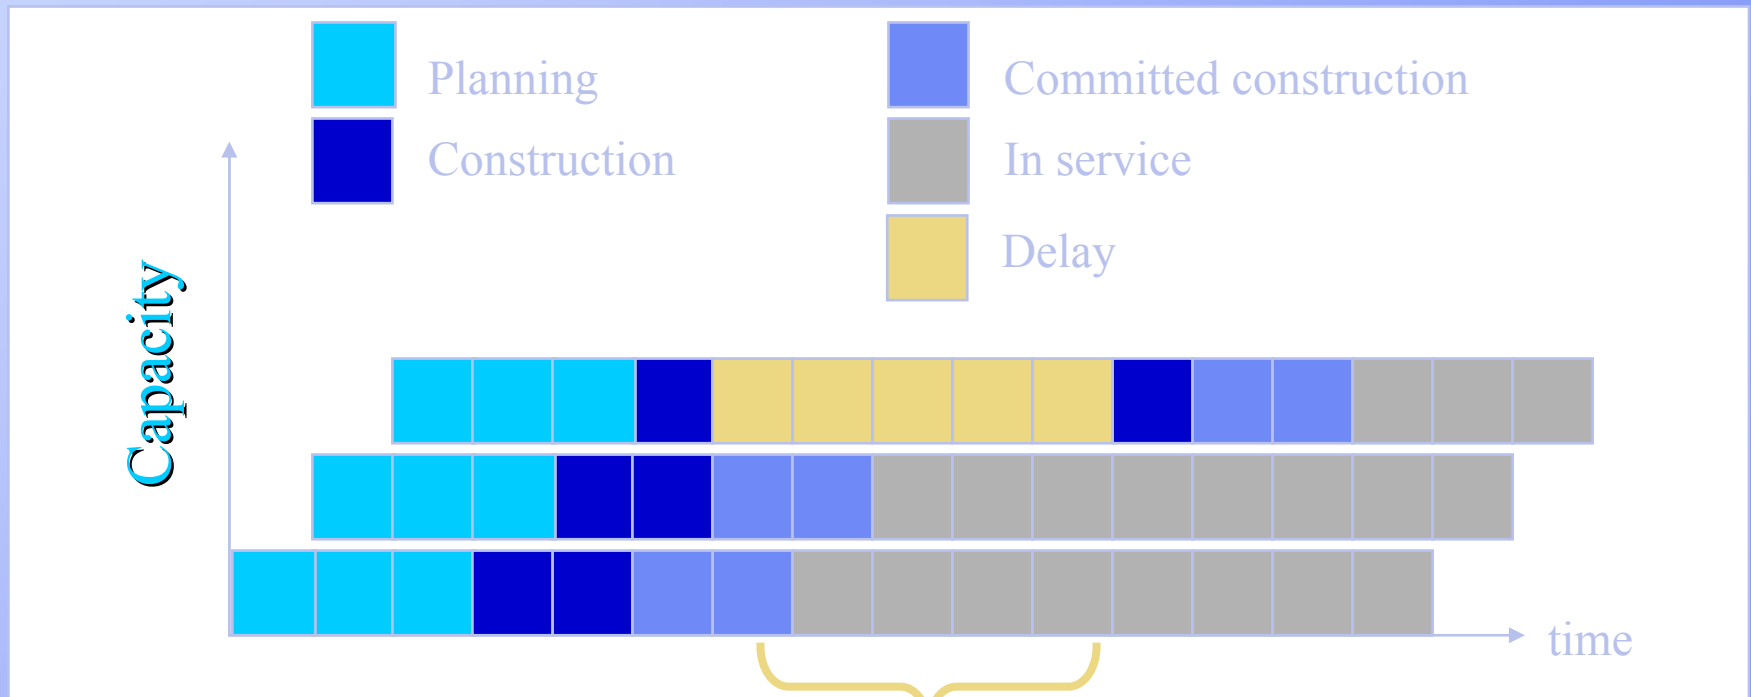 Planning
Committed construction
Construction
In service
Delay
Capacity
time